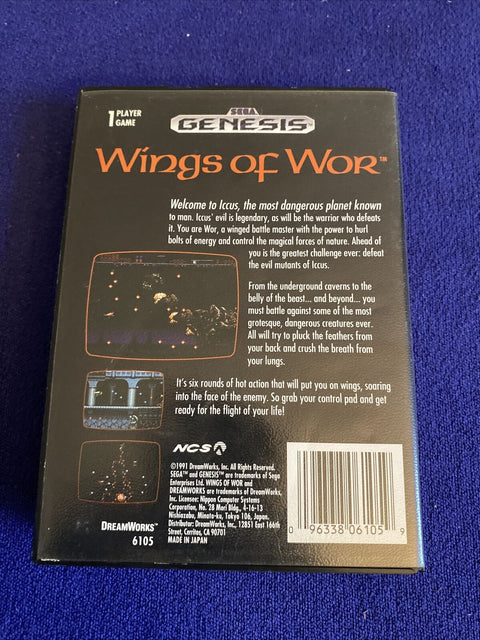 1 PLAYER
GAME
SEGA
GENESIS
Wings of Wor™
Welcome to Iccus, the most dangerous planet known
to man. Iccus' evil is legendary, as will be the warrior who defeats
it. You are Wor, a winged battle master with the power to hurl
bolts of energy and control the magical forces of nature. Ahead of
you is the greatest challenge ever: defeat
the evil mutants of Iccus.
From the underground caverns to the
belly of the beast... and beyond... you
must battle against some of the most
grotesque, dangerous creatures ever.
All will try to pluck the feathers from
your back and crush the breath from
your lungs.
It's six rounds of hot action that will put you on wings, soaring
into the face of the enemy. So grab your control pad and get
ready for the flight of your life!
NCS
©1991 DreamWorks, Inc. All Rights Reserved.
SEGA™ and GENESIS™ are trademarks of Sega
Enterprises Ltd. WINGS OF WOR and
DREAMWORKS are trademarks of DreamWorks,
Inc. Licensor: Nippon Computer Systems
Corporation, No. 28 Mori Bldg., 4-16-13
Nishiazabu, Minato-ku, Tokyo 106, Japan.
Distributor: DreamWorks, Inc., 12851 East 166th
Street, Cerritos, CA 90701
MADE IN JAPAN
DREAMWORKS™
6105
0 96338 06105 9